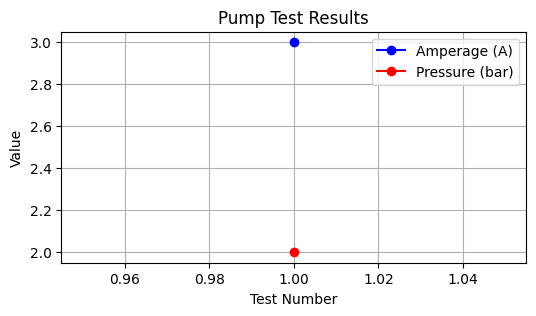 Pump Test Results
Amperage (A)
Pressure (bar)
Value
3.0
2.8
2.6
2.4
2.2
2.0
0.96 0.98 1.00 1.02 1.04
Test Number